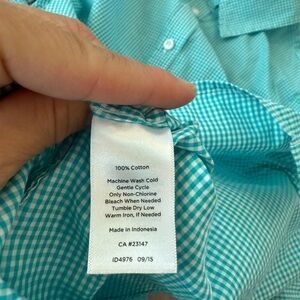 100% Cotton
Machine Wash Cold
Gentle Cycle
Only Non-Chlorine
Bleach When Needed
Tumble Dry Low
Warm Iron, If Needed
Made in Indonesia
CA #23147
ID4976 09/15